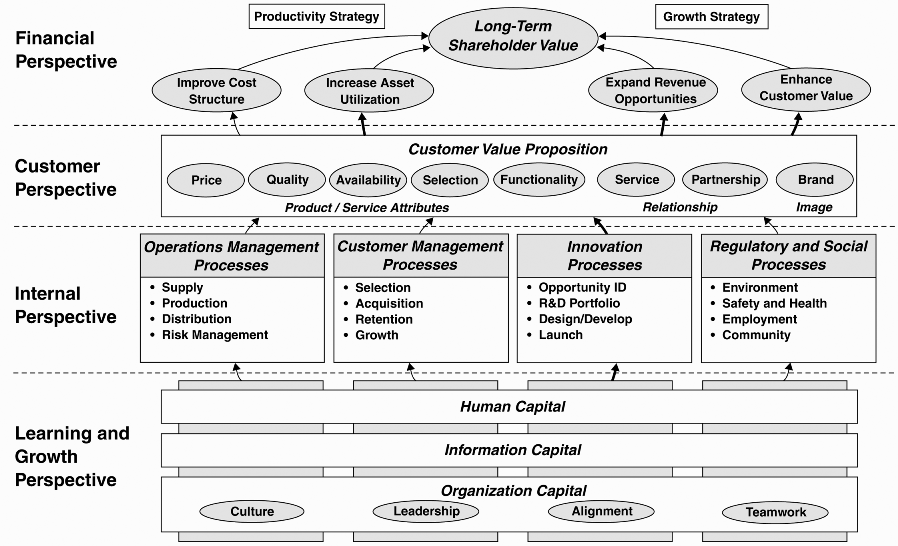 Productivity Strategy
Growth Strategy
Financial
Perspective
Long-Term
Shareholder Value
Improve Cost
Structure
Increase Asset
Utilization
Expand Revenue
Opportunities
Enhance
Customer Value
Customer
Perspective
Customer Value Proposition
Price
Quality
Availability
Selection
Functionality
Service
Partnership
Brand
Product / Service Attributes
Relationship
Image
Internal
Perspective
Operations Management
Processes
• Supply
• Production
• Distribution
• Risk Management
Customer Management
Processes
• Selection
• Acquisition
• Retention
• Growth
Innovation
Processes
• Opportunity ID
• R&D Portfolio
• Design/Develop
• Launch
Regulatory and Social
Processes
• Environment
• Safety and Health
• Employment
• Community
Learning and
Growth
Perspective
Human Capital
Information Capital
Organization Capital
Culture
Leadership
Alignment
Teamwork